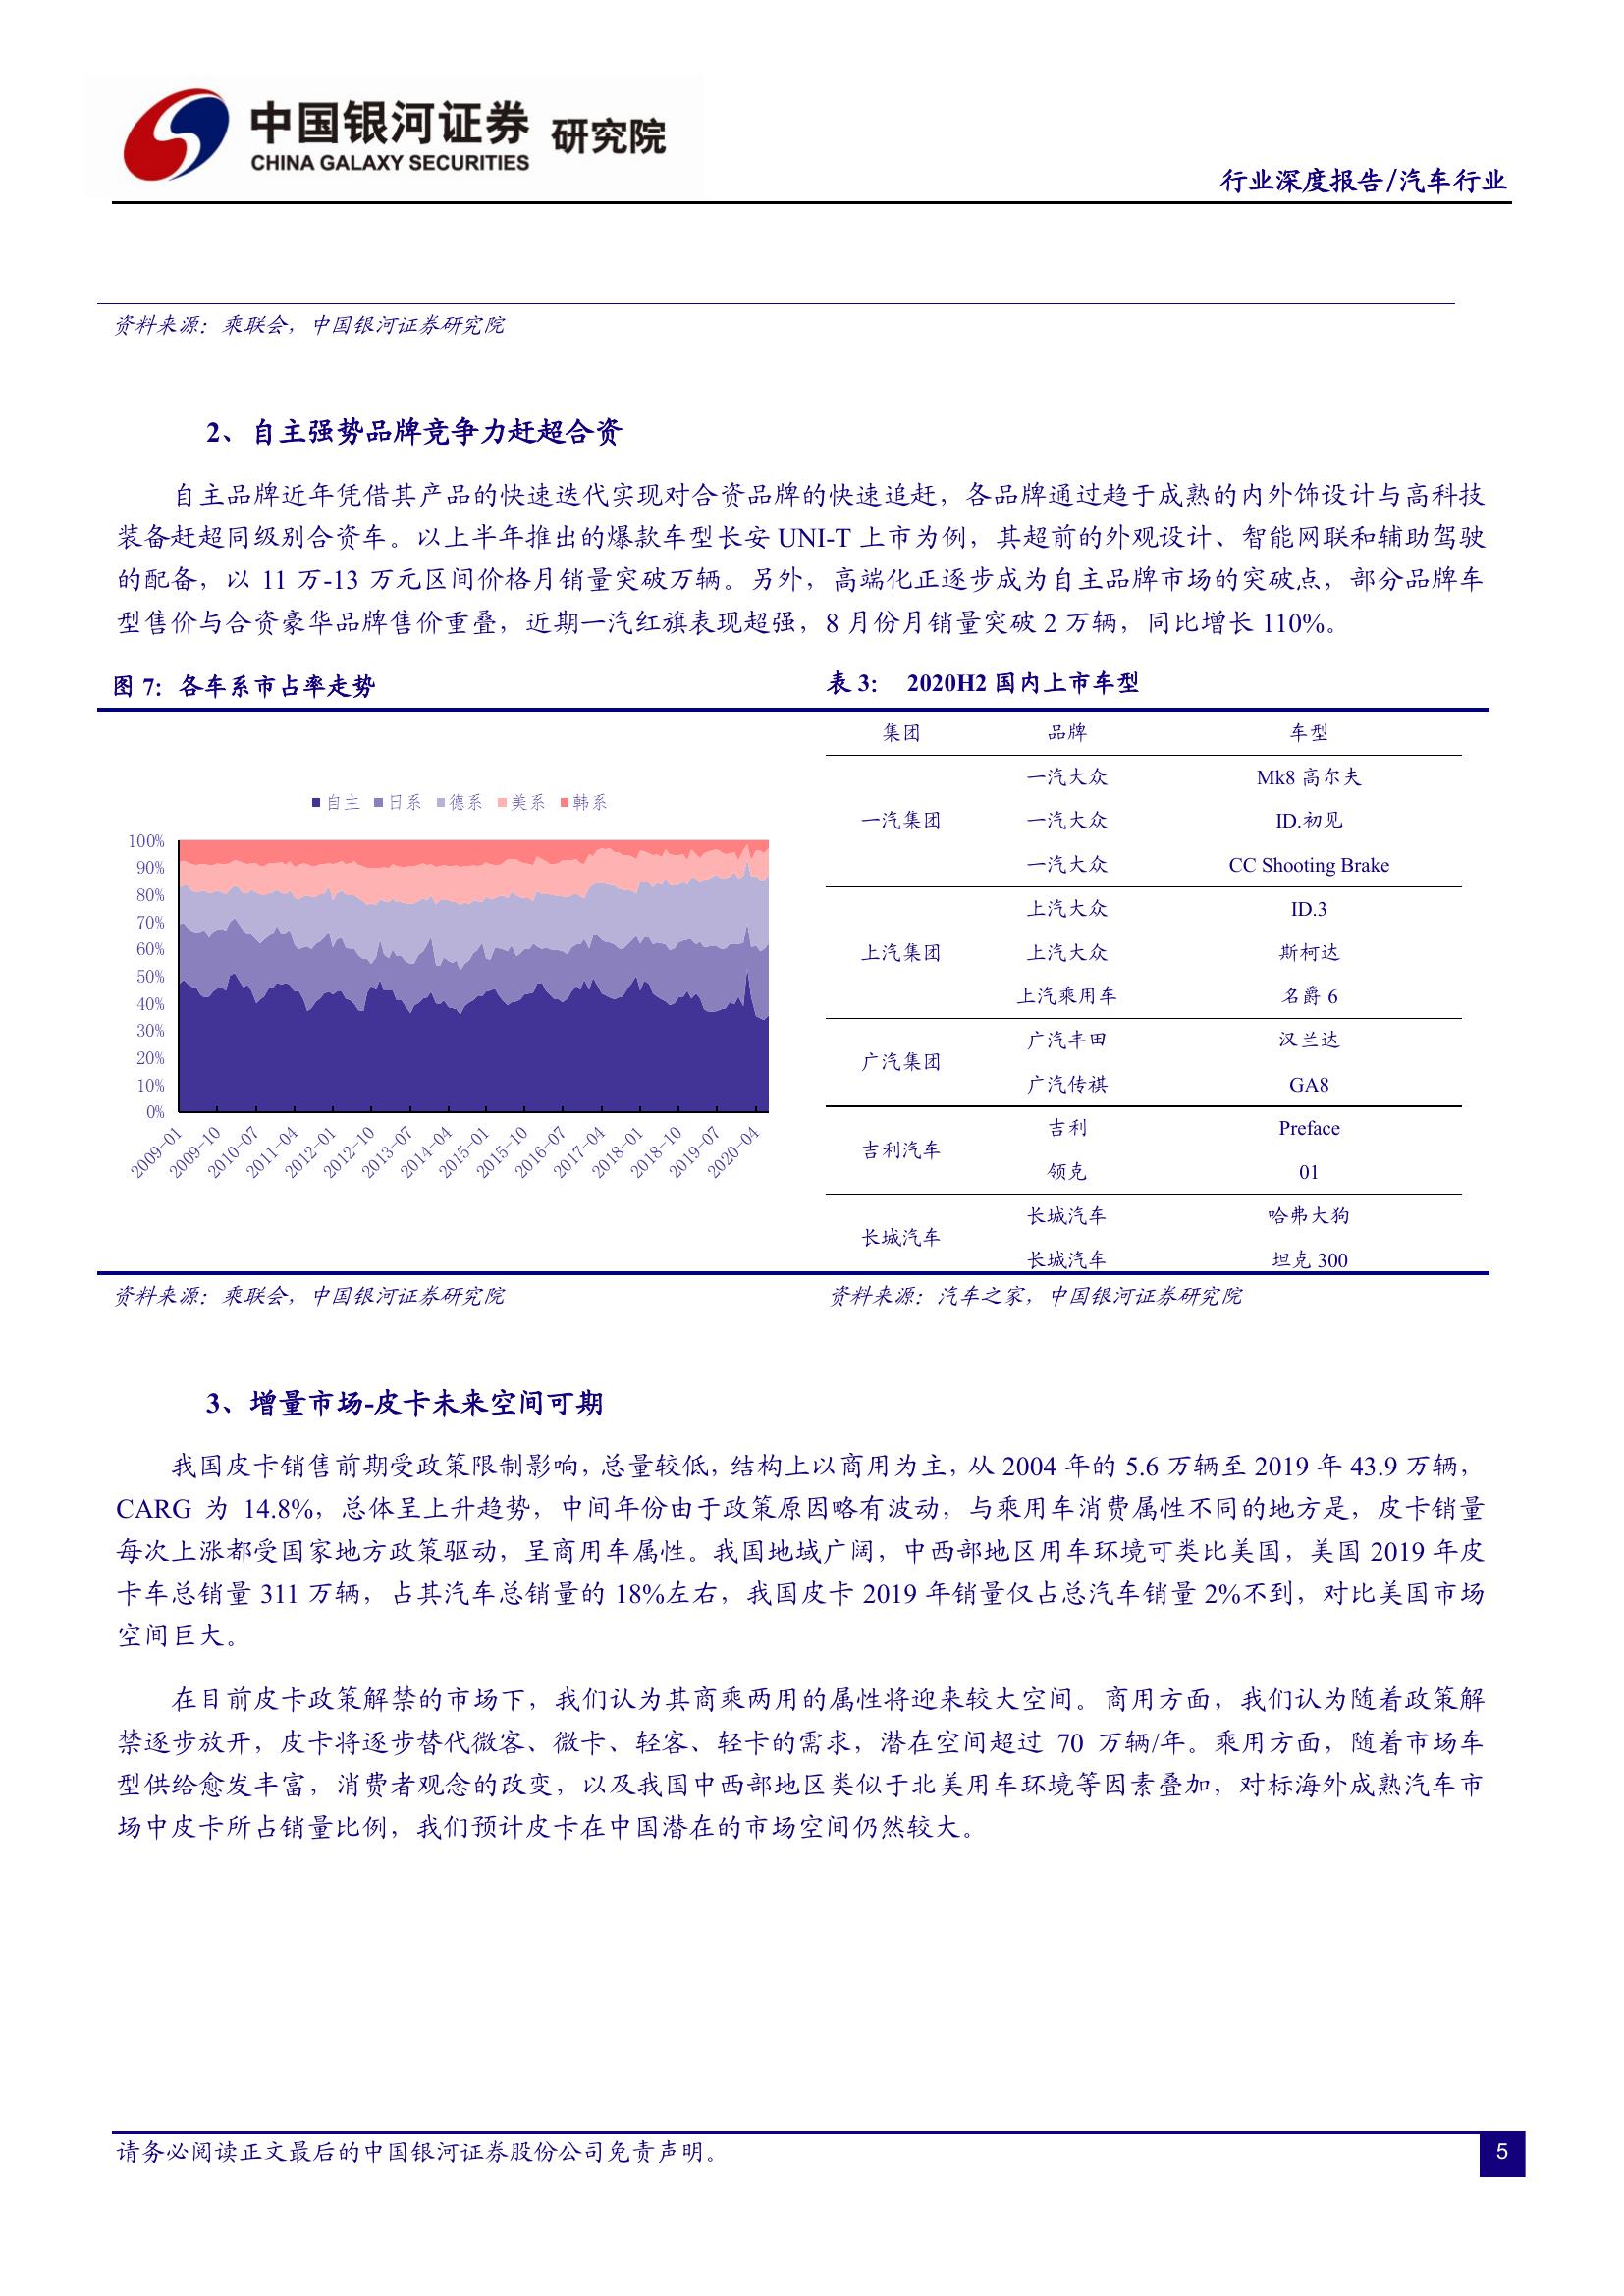 中国银河证券 研究院
CHINA GALAXY SECURITIES
行业深度报告/汽车行业
资料来源：乘联会，中国银河证券研究院
2、自主强势品牌竞争力赶超合资
自主品牌近年凭借其产品的快速迭代实现对合资品牌的快速追赶，各品牌通过趋于成熟的内外饰设计与高科技
装备赶超同级别合资车。以上半年推出的爆款车型长安 UNI-T 上市为例，其超前的外观设计、智能网联和辅助驾驶
的配备，以 11 万-13 万元区间价格月销量突破万辆。另外，高端化正逐步成为自主品牌市场的突破点，部分品牌车
型售价与合资豪华品牌售价重叠，近期一汽红旗表现超强，8 月份月销量突破 2 万辆，同比增长 110%。
图 7：各车系市占率走势
自主 日系 德系 美系 韩系
100%
90%
80%
70%
60%
50%
40%
30%
20%
10%
0%
2009-01 2009-10 2010-07 2011-04 2012-01 2012-10 2013-07 2014-04 2015-01 2015-10 2016-07 2017-04 2018-01 2018-10 2019-07 2020-04
资料来源：乘联会，中国银河证券研究院
表 3： 2020H2 国内上市车型
集团 品牌 车型
一汽大众 Mk8 高尔夫
一汽集团 一汽大众 ID.初见
一汽大众 CC Shooting Brake
上汽大众 ID.3
上汽集团 上汽大众 斯柯达
上汽乘用车 名爵 6
广汽丰田 汉兰达
广汽集团
广汽传祺 GA8
吉利 Preface
吉利汽车
领克 01
长城汽车 哈弗大狗
长城汽车
长城汽车 坦克 300
资料来源：汽车之家，中国银河证券研究院
3、增量市场-皮卡未来空间可期
我国皮卡销售前期受政策限制影响，总量较低，结构上以商用为主，从 2004 年的 5.6 万辆至 2019 年 43.9 万辆，
CARG 为 14.8%，总体呈上升趋势，中间年份由于政策原因略有波动，与乘用车消费属性不同的地方是，皮卡销量
每次上涨都受国家地方政策驱动，呈商用车属性。我国地域广阔，中西部地区用车环境可类比美国，美国 2019 年皮
卡车总销量 311 万辆，占其汽车总销量的 18%左右，我国皮卡 2019 年销量仅占总汽车销量 2%不到，对比美国市场
空间巨大。
在目前皮卡政策解禁的市场下，我们认为其商乘两用的属性将迎来较大空间。商用方面，我们认为随着政策解
禁逐步放开，皮卡将逐步替代微客、微卡、轻客、轻卡的需求，潜在空间超过 70 万辆/年。乘用方面，随着市场车
型供给愈发丰富，消费者观念的改变，以及我国中西部地区类似于北美用车环境等因素叠加，对标海外成熟汽车市
场中皮卡所占销量比例，我们预计皮卡在中国潜在的市场空间仍然较大。
请务必阅读正文最后的中国银河证券股份公司免责声明。
5